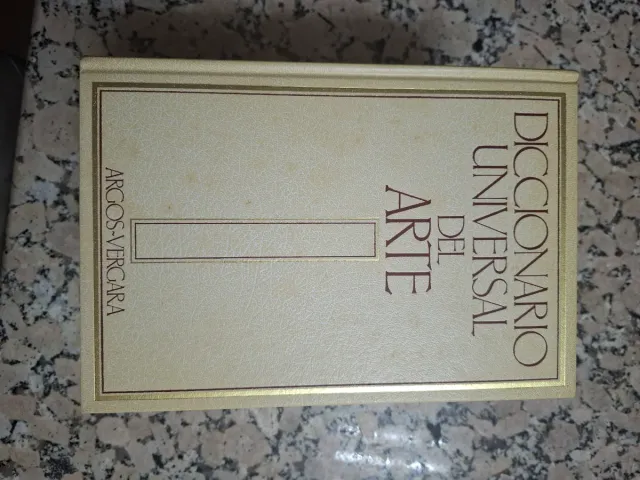 DICCIONARIO
UNIVERSAL
DEL
ARTE
ARGOS-VERGARA